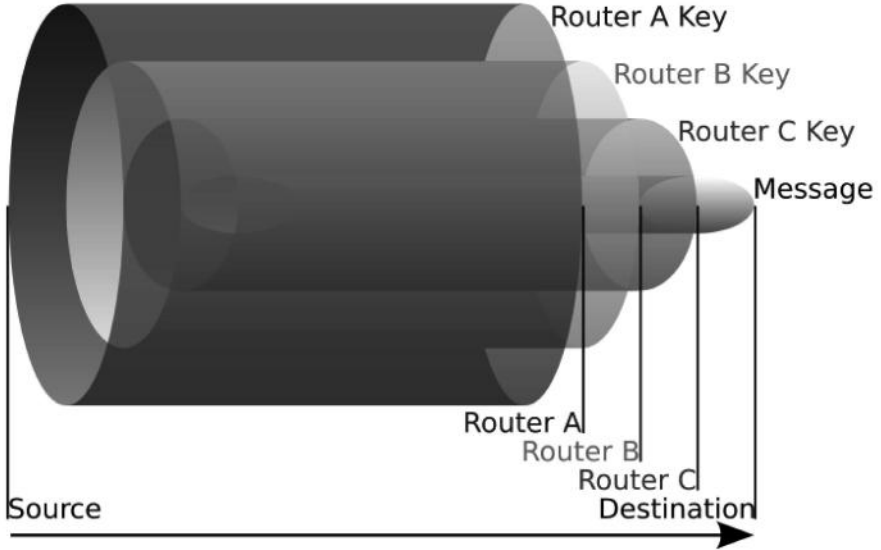 Router A Key
Router B Key
Router C Key
Message
Router A
Router B
Router C
Source
Destination